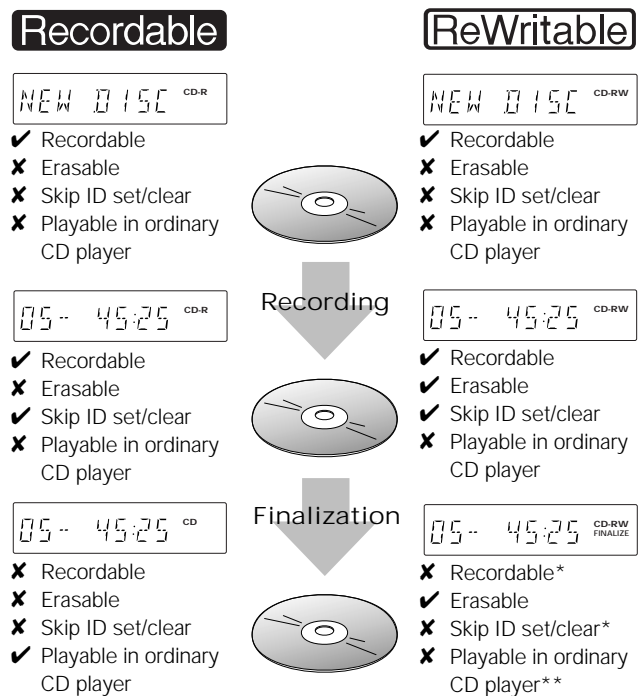 Recordable
NEW DISC CD-R
✔ Recordable
✘ Erasable
✘ Skip ID set/clear
✘ Playable in ordinary
CD player
05- 45:25 CD-R
✔ Recordable
✘ Erasable
✔ Skip ID set/clear
✘ Playable in ordinary
CD player
05- 45:25 CD
✘ Recordable
✘ Erasable
✘ Skip ID set/clear
✔ Playable in ordinary
CD player
Recording
Finalization
ReWritable
NEW DISC CD-RW
✔ Recordable
✘ Erasable
✘ Skip ID set/clear
✘ Playable in ordinary
CD player
05- 45:25 CD-RW
✔ Recordable
✔ Erasable
✔ Skip ID set/clear
✘ Playable in ordinary
CD player
05- 45:25 CD-RW
FINALIZE
✘ Recordable*
✔ Erasable
✘ Skip ID set/clear*
✘ Playable in ordinary
CD player**